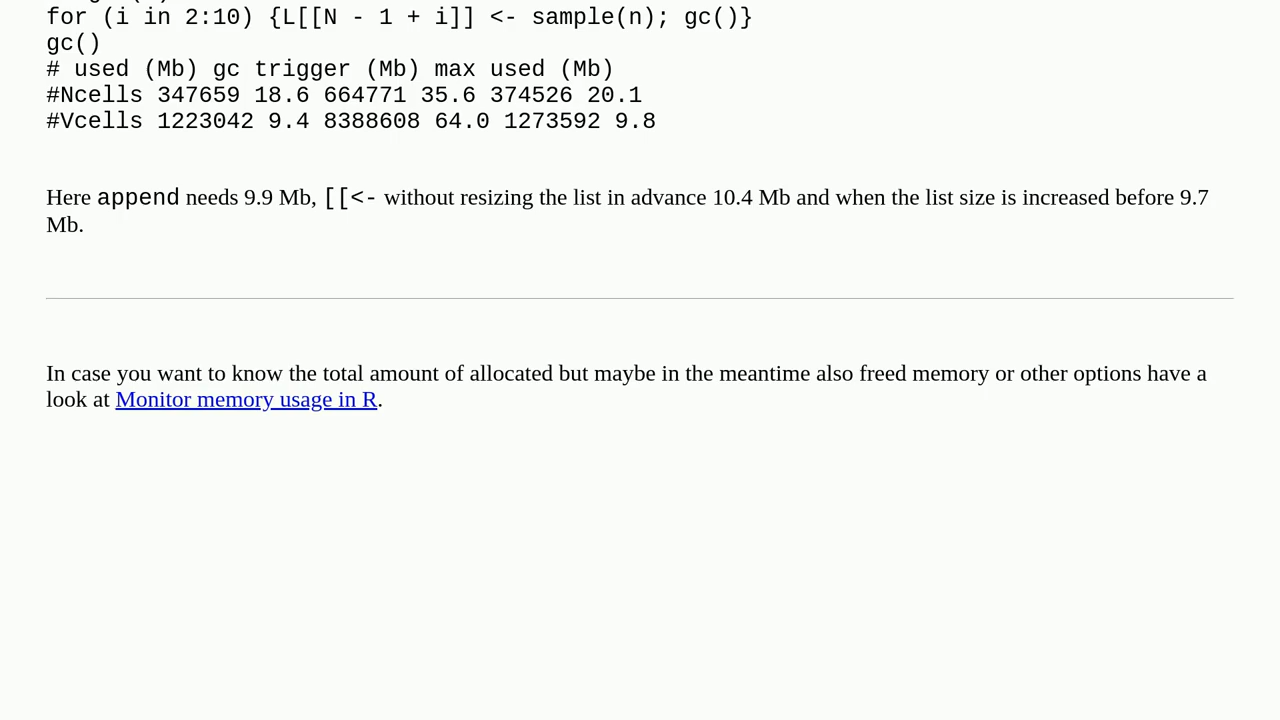 for (i in 2:10) {L[[N - 1 + i]] <- sample(n); gc()}
gc()
# used (Mb) gc trigger (Mb) max used (Mb)
#Ncells 347659 18.6 664771 35.6 374526 20.1
#Vcells 1223042 9.4 8388608 64.0 1273592 9.8
Here append needs 9.9 Mb, [[<- without resizing the list in advance 10.4 Mb and when the list size is increased before 9.7
Mb.
In case you want to know the total amount of allocated but maybe in the meantime also freed memory or other options have a
look at Monitor memory usage in R.